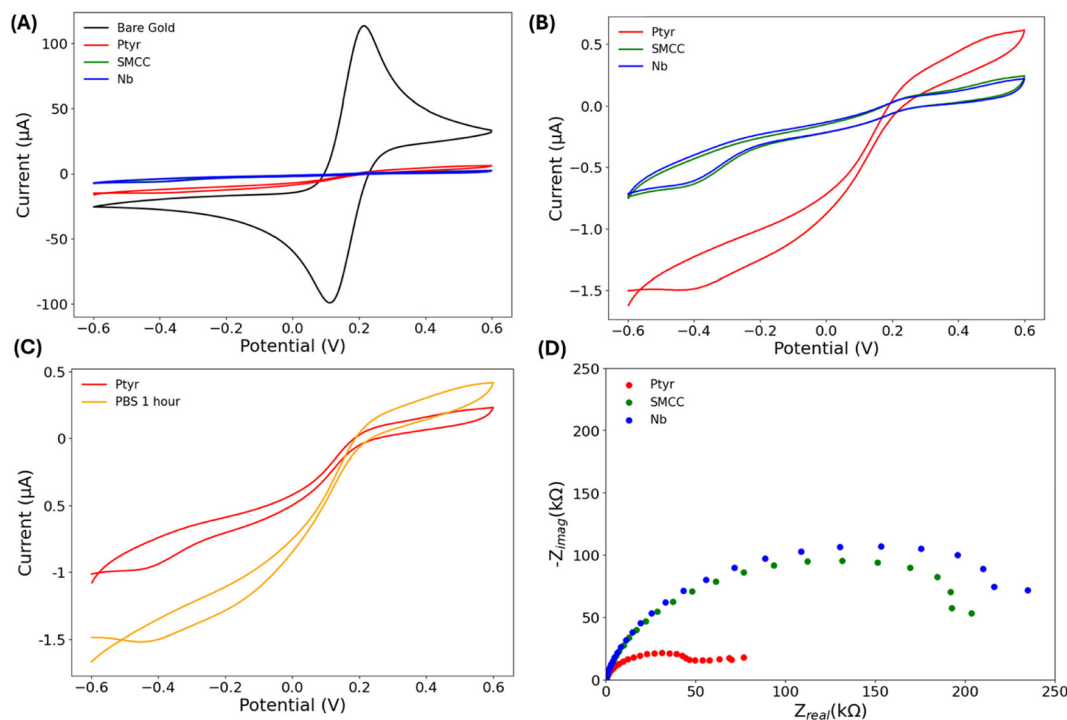 (A)
Bare Gold
Ptyr
SMCC
Nb
100
50
0
-50
-100
Current (µA)
−0.6 −0.4 −0.2 0.0 0.2 0.4 0.6
Potential (V)
(B)
Ptyr
SMCC
Nb
0.5
0.0
−0.5
−1.0
−1.5
Current (µA)
−0.6 −0.4 −0.2 0.0 0.2 0.4 0.6
Potential (V)
(C)
Ptyr
PBS 1 hour
0.5
0
0.5
-1
-1.5
Current (µA)
−0.6 −0.4 −0.2 0.0 0.2 0.4 0.6
Potential (V)
(D)
Ptyr
SMCC
Nb
250
200
150
100
50
0
-Zimag(kΩ)
0 50 100 150 200 250
Zreal(kΩ)